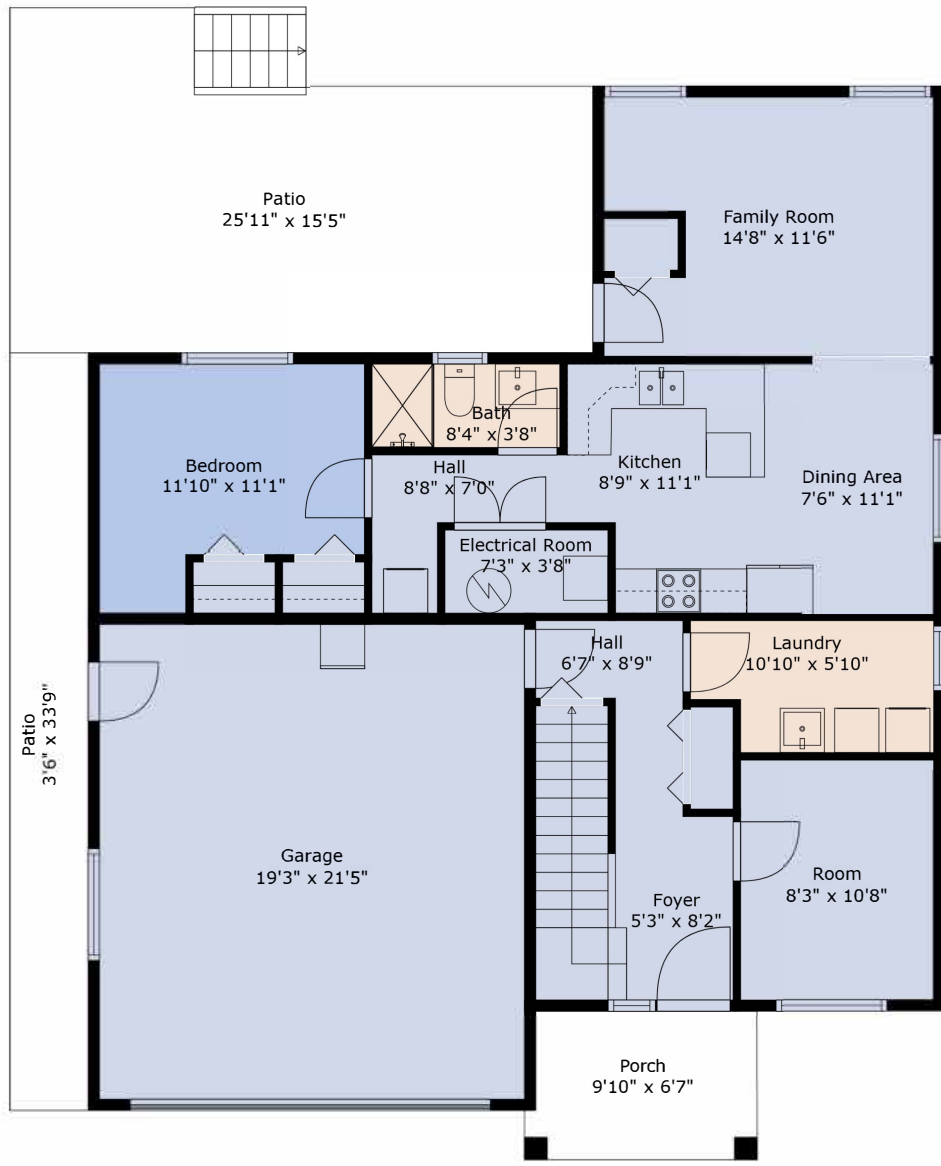 Patio
25'11" x 15'5"
Family Room
14'8" x 11'6"
Bath
8'4" x 3'8"
Bedroom
11'10" x 11'1"
Hall
8'8" x 7'0"
Kitchen
8'9" x 11'1"
Dining Area
7'6" x 11'1"
Electrical Room
7'3" x 3'8"
Hall
6'7" x 8'9"
Laundry
10'10" x 5'10"
Patio
3'6" x 33'9"
Garage
19'3" x 21'5"
Room
8'3" x 10'8"
Foyer
5'3" x 8'2"
Porch
9'10" x 6'7"